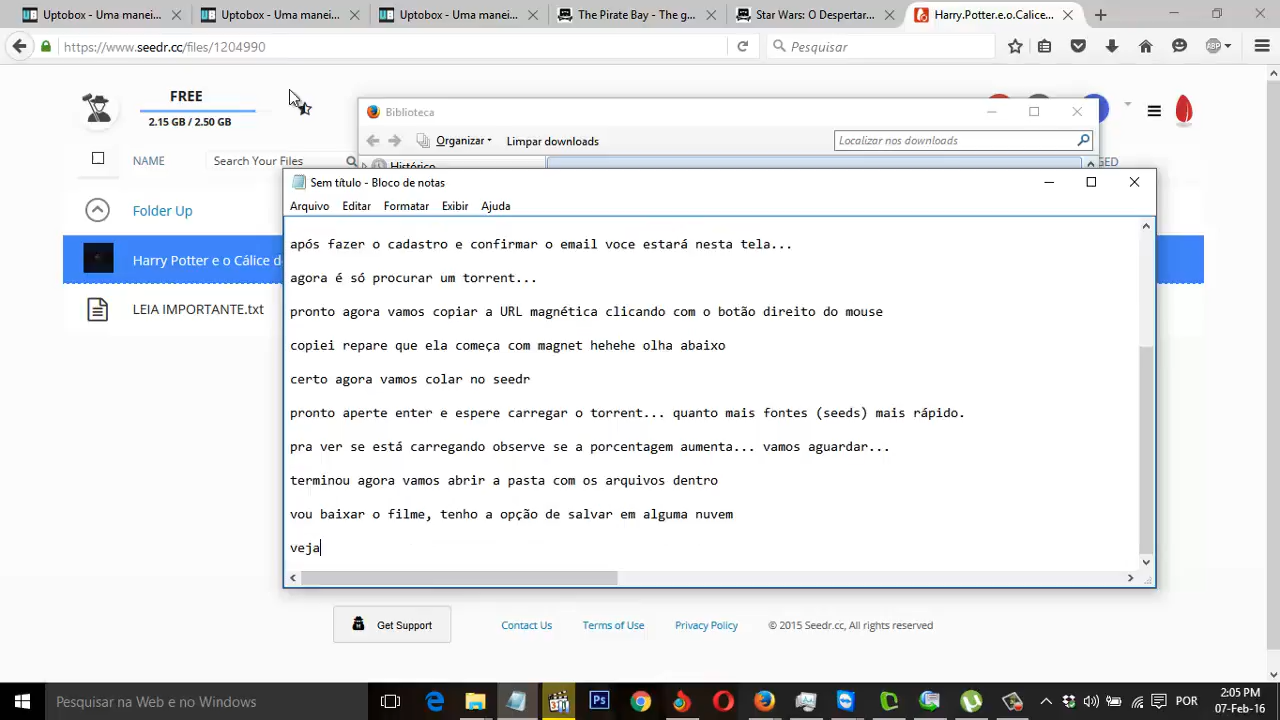 Uptobox - Uma manei...
Uptobox - Uma manei...
Uptobox - Uma manei...
The Pirate Bay - The g...
Star Wars: O Despertar...
Harry.Potter.e.o.Calice...
https://www.seedr.cc/files/1204990
Pesquisar
ABP
FREE
2.15 GB / 2.50 GB
Biblioteca
Organizar
Limpar downloads
Localizar nos downloads
NAME
Search Your Files
Histórico
GED
Sem título - Bloco de notas
Arquivo Editar Formatar Exibir Ajuda
Folder Up
Harry Potter e o Cálice d
LEIA IMPORTANTE.txt
após fazer o cadastro e confirmar o email voce estará nesta tela...
agora é só procurar um torrent...
pronto agora vamos copiar a URL magnética clicando com o botão direito do mouse
copiei repare que ela começa com magnet hehehe olha abaixo
certo agora vamos colar no seedr
pronto aperte enter e espere carregar o torrent... quanto mais fontes (seeds) mais rápido.
pra ver se está carregando observe se a porcentagem aumenta... vamos aguardar...
terminou agora vamos abrir a pasta com os arquivos dentro
vou baixar o filme, tenho a opção de salvar em alguma nuvem
veja
Get Support
Contact Us
Terms of Use
Privacy Policy
© 2015 Seedr.cc, All rights reserved
Pesquisar na Web e no Windows
POR
2:05 PM
07-Feb-16